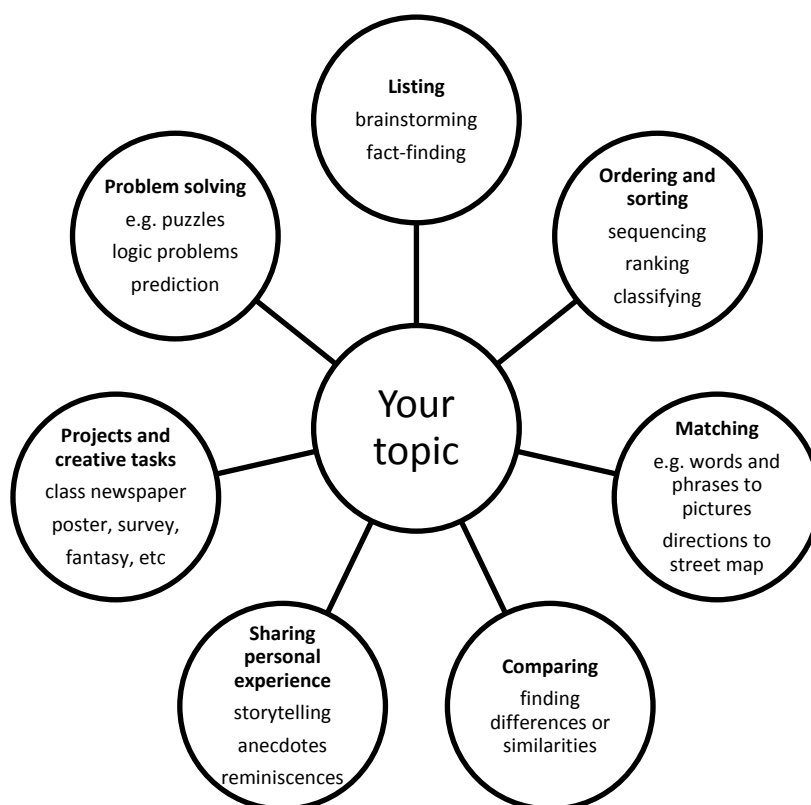 Listing
brainstorming
fact-finding
Ordering and
sorting
sequencing
ranking
classifying
Matching
e.g. words and
phrases to
pictures
directions to
street map
Comparing
finding
differences or
similarities
Sharing
personal
experience
storytelling
anecdotes
reminiscences
Projects and
creative tasks
class newspaper
poster, survey,
fantasy, etc
Problem solving
e.g. puzzles
logic problems
prediction
Your
topic